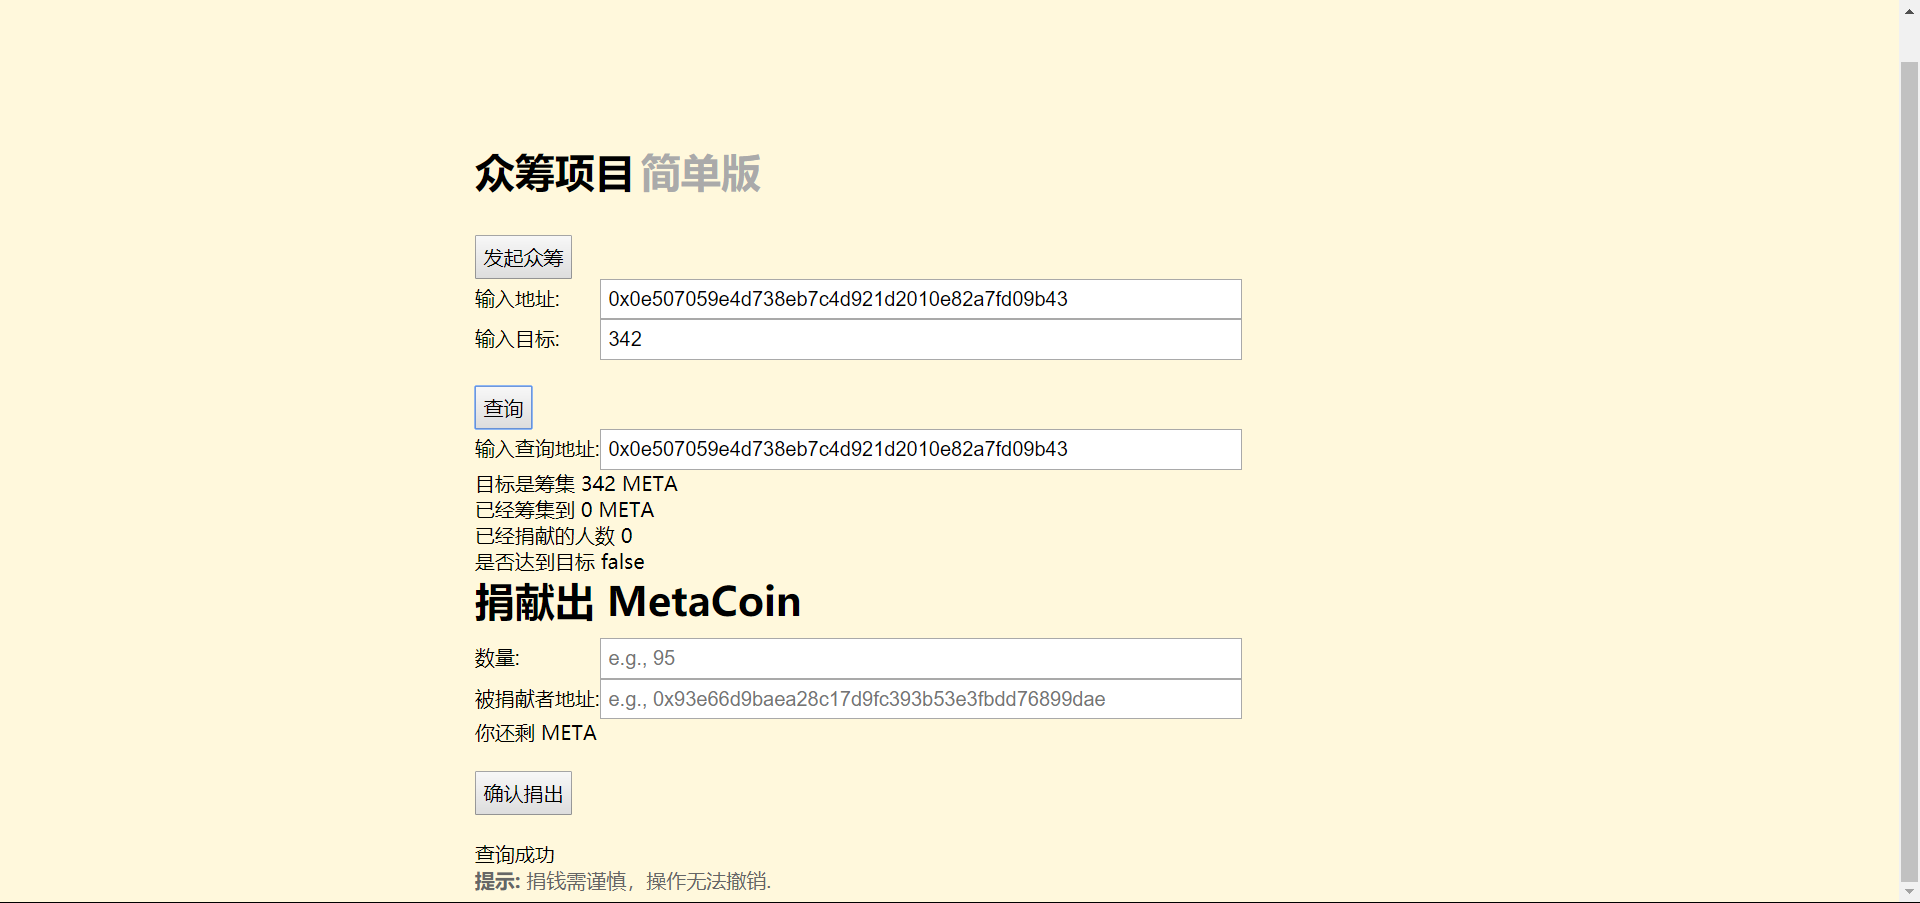 众筹项目 简单版
发起众筹
输入地址: 0x0e507059e4d738eb7c4d921d2010e82a7fd09b43
输入目标: 342
查询
输入查询地址: 0x0e507059e4d738eb7c4d921d2010e82a7fd09b43
目标是筹集 342 META
已经筹集到 0 META
已经捐献的人数 0
是否达到目标 false
捐献出 MetaCoin
数量: e.g., 95
被捐献者地址: e.g., 0x93e66d9baea28c17d9fc393b53e3fbdd76899dae
你还剩 META
确认捐出
查询成功
提示: 捐钱需谨慎，操作无法撤销.